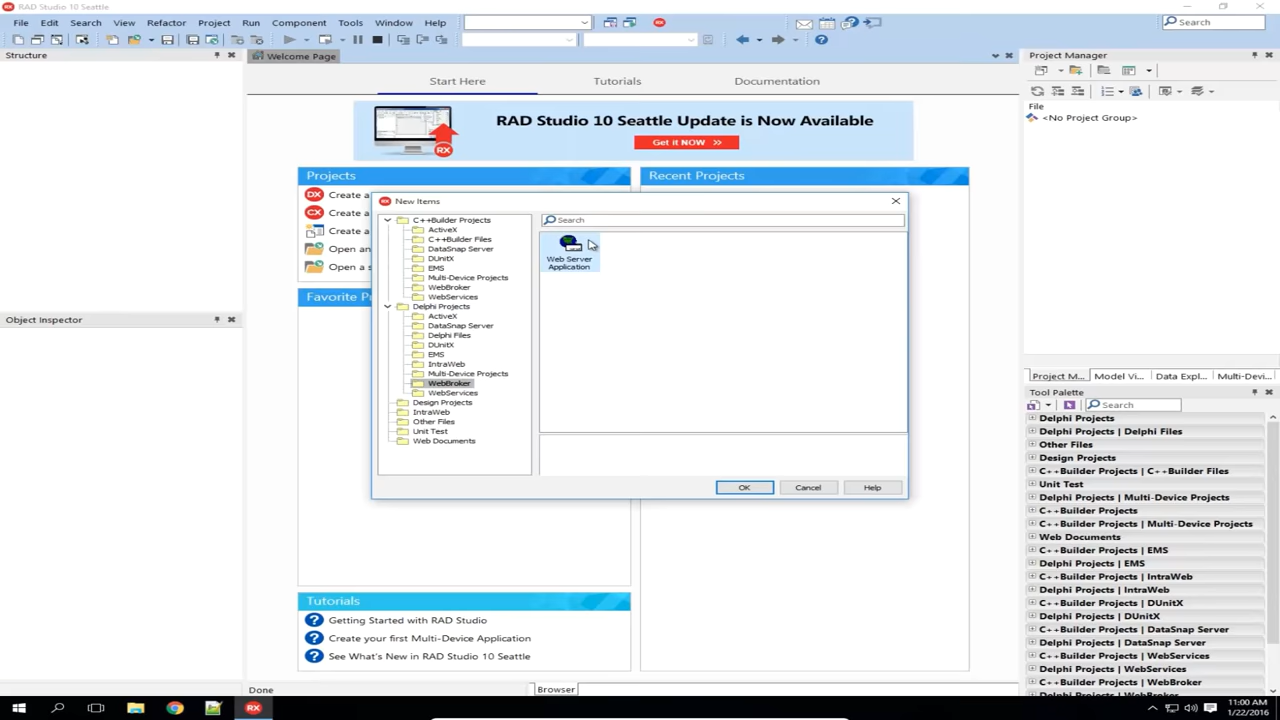 RAD Studio 10 Seattle
File Edit Search View Refactor Project Run Component Tools Window Help
Search
Structure
Welcome Page
Project Manager
Start Here Tutorials Documentation
File
<No Project Group>
RAD Studio 10 Seattle Update is Now Available
Get it NOW >>
Projects
Recent Projects
Create a
Create a
Create a
Open an
Open a s
Favorite P
New Items
C++Builder Projects
ActiveX
C++Builder Files
DataSnap Server
DUnitX
EMS
Multi-Device Projects
WebBroker
WebServices
Delphi Projects
ActiveX
DataSnap Server
Delphi Files
DUnitX
EMS
IntraWeb
Multi-Device Projects
WebBroker
WebServices
Design Projects
IntraWeb
Other Files
Unit Test
Web Documents
Search
Web Server
Application
OK Cancel Help
Object Inspector
Project M... Model Vi... Data Expl... Multi-Devi...
Tool Palette
Search
Delphi Projects
Delphi Projects | Delphi Files
Other Files
Design Projects
C++Builder Projects | C++Builder Files
Unit Test
Delphi Projects | Multi-Device Projects
C++Builder Projects
C++Builder Projects | Multi-Device Projects
Web Documents
C++Builder Projects | EMS
Delphi Projects | EMS
C++Builder Projects | IntraWeb
Delphi Projects | IntraWeb
C++Builder Projects | DUnitX
Delphi Projects | DUnitX
C++Builder Projects | DataSnap Server
Delphi Projects | DataSnap Server
C++Builder Projects | WebServices
Delphi Projects | WebServices
C++Builder Projects | WebBroker
Delphi Projects | WebBroker
Tutorials
Getting Started with RAD Studio
Create your first Multi-Device Application
See What's New in RAD Studio 10 Seattle
Done
Browser
11:00 AM
1/22/2016